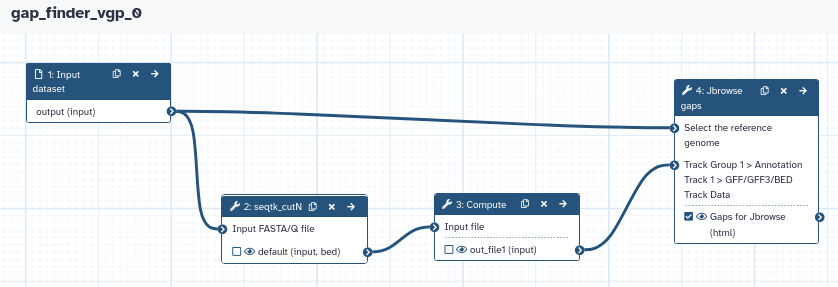 gap_finder_vgp_0
1: Input
dataset
output (input)
2: seqtk_cutN
Input FASTA/Q file
default (input, bed)
3: Compute
Input file
out_file1 (input)
4: Jbrowse
gaps
Select the reference
genome
Track Group 1 > Annotation
Track 1 > GFF/GFF3/BED
Track Data
Gaps for Jbrowse
(html)